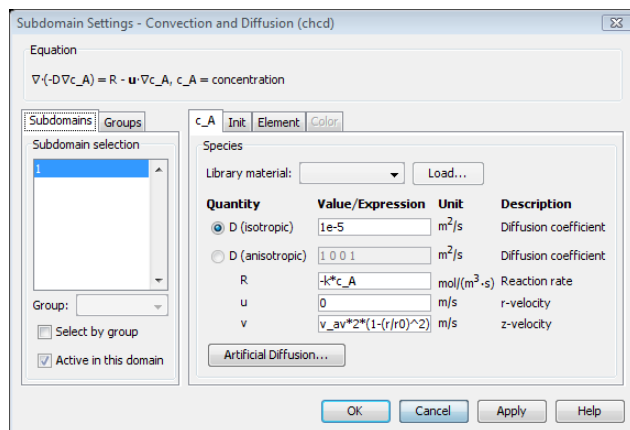 Subdomain Settings - Convection and Diffusion (chcd)
Equation
∇·(-D∇c_A) = R - u·∇c_A, c_A = concentration
Subdomains Groups
Subdomain selection
1
Group:
Select by group
Active in this domain
c_A Init Element Color
Species
Library material: Load...
Quantity Value/Expression Unit Description
D (isotropic) 1e-5 m²/s Diffusion coefficient
D (anisotropic) 1 0 0 1 m²/s Diffusion coefficient
R -k*c_A mol/(m³·s) Reaction rate
u 0 m/s r-velocity
v v_av*2*(1-(r/r0)^2) m/s z-velocity
Artificial Diffusion...
OK Cancel Apply Help